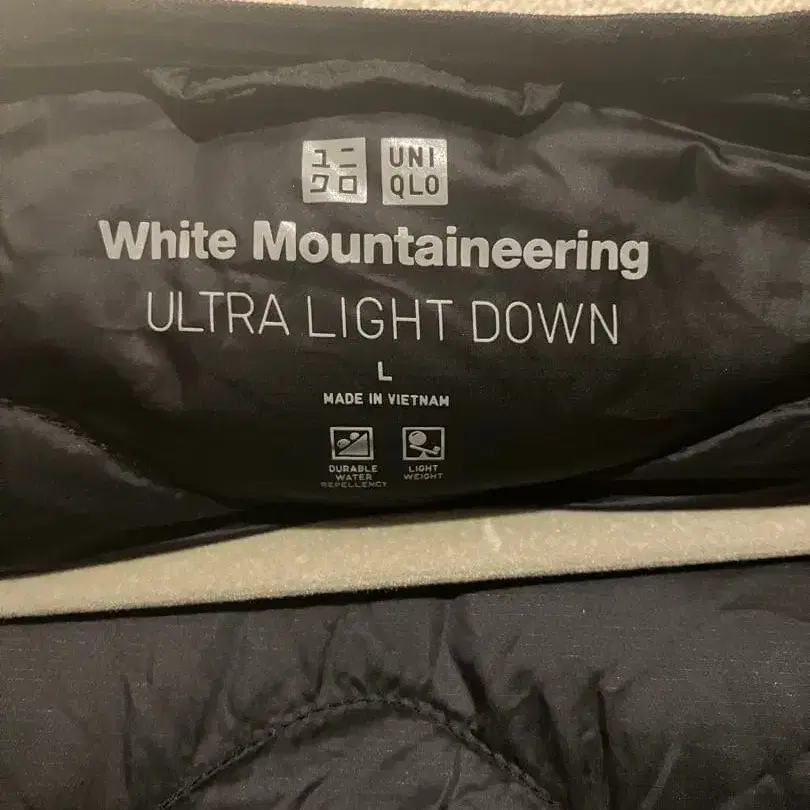 ユニ UNI
クロ QLO
White Mountaineering
ULTRA LIGHT DOWN
L
MADE IN VIETNAM
DURABLE LIGHT
WATER WEIGHT
REPELLENCY